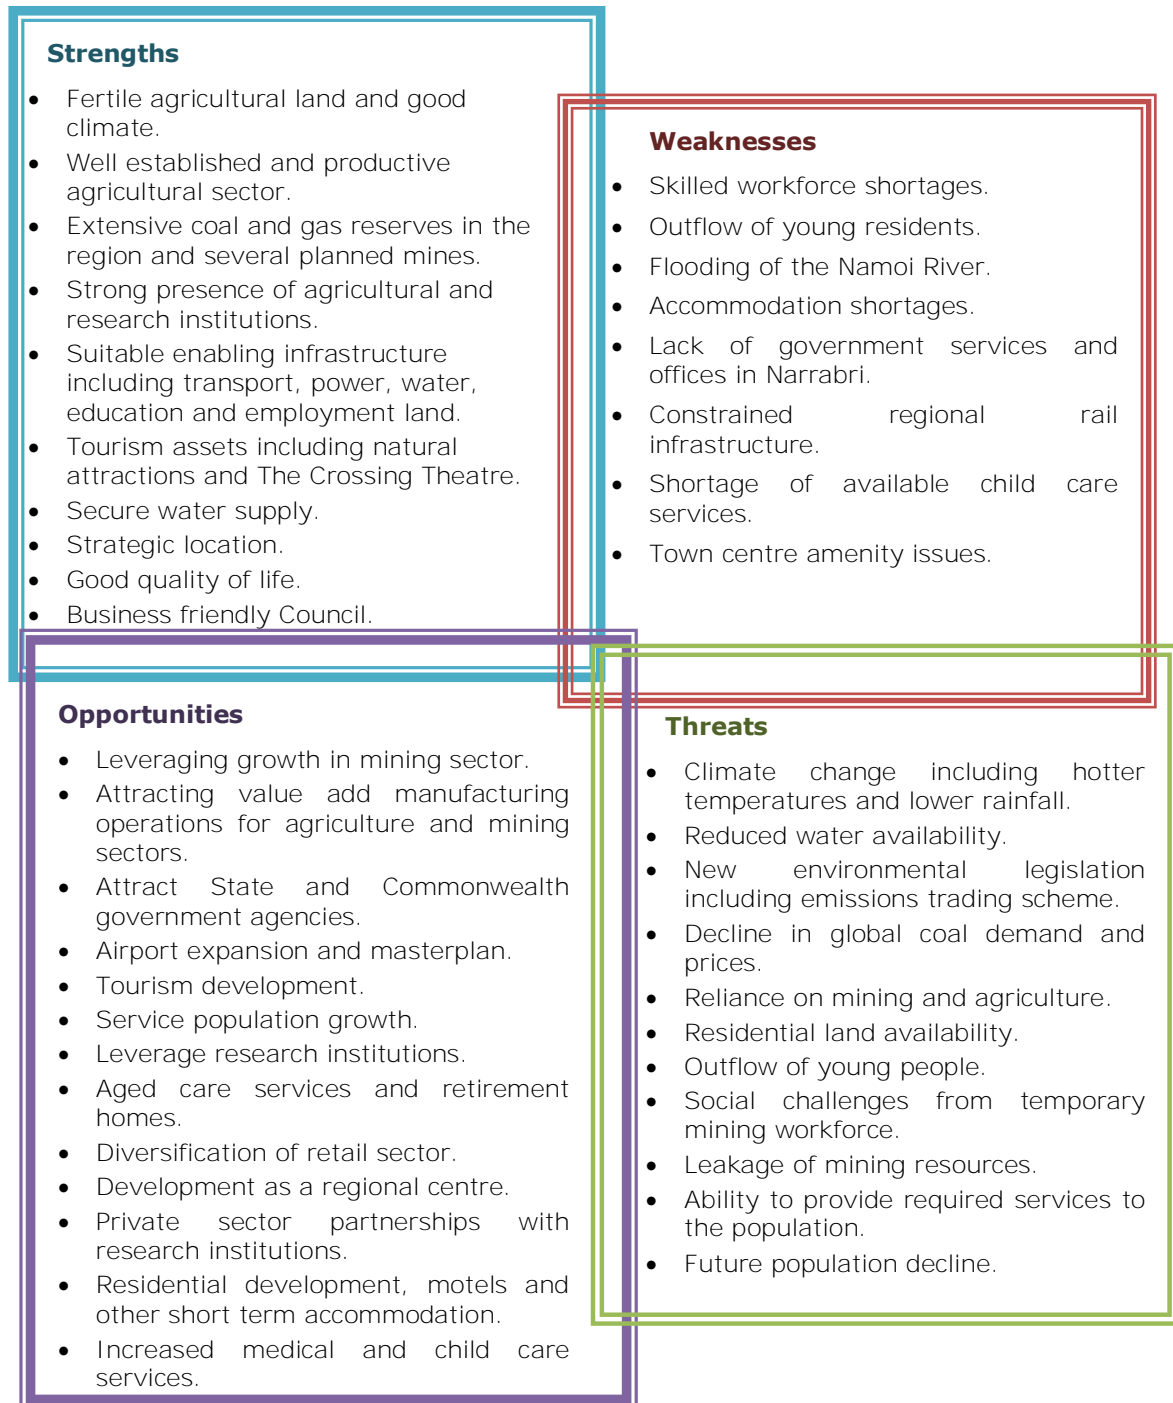 Strengths
• Fertile agricultural land and good
climate.
• Well established and productive
agricultural sector.
• Extensive coal and gas reserves in the
region and several planned mines.
• Strong presence of agricultural and
research institutions.
• Suitable enabling infrastructure
including transport, power, water,
education and employment land.
• Tourism assets including natural
attractions and The Crossing Theatre.
• Secure water supply.
• Strategic location.
• Good quality of life.
• Business friendly Council.
Weaknesses
• Skilled workforce shortages.
• Outflow of young residents.
• Flooding of the Namoi River.
• Accommodation shortages.
• Lack of government services and
offices in Narrabri.
• Constrained regional rail
infrastructure.
• Shortage of available child care
services.
• Town centre amenity issues.
Opportunities
• Leveraging growth in mining sector.
• Attracting value add manufacturing
operations for agriculture and mining
sectors.
• Attract State and Commonwealth
government agencies.
• Airport expansion and masterplan.
• Tourism development.
• Service population growth.
• Leverage research institutions.
• Aged care services and retirement
homes.
• Diversification of retail sector.
• Development as a regional centre.
• Private sector partnerships with
research institutions.
• Residential development, motels and
other short term accommodation.
• Increased medical and child care
services.
Threats
• Climate change including hotter
temperatures and lower rainfall.
• Reduced water availability.
• New environmental legislation
including emissions trading scheme.
• Decline in global coal demand and
prices.
• Reliance on mining and agriculture.
• Residential land availability.
• Outflow of young people.
• Social challenges from temporary
mining workforce.
• Leakage of mining resources.
• Ability to provide required services to
the population.
• Future population decline.